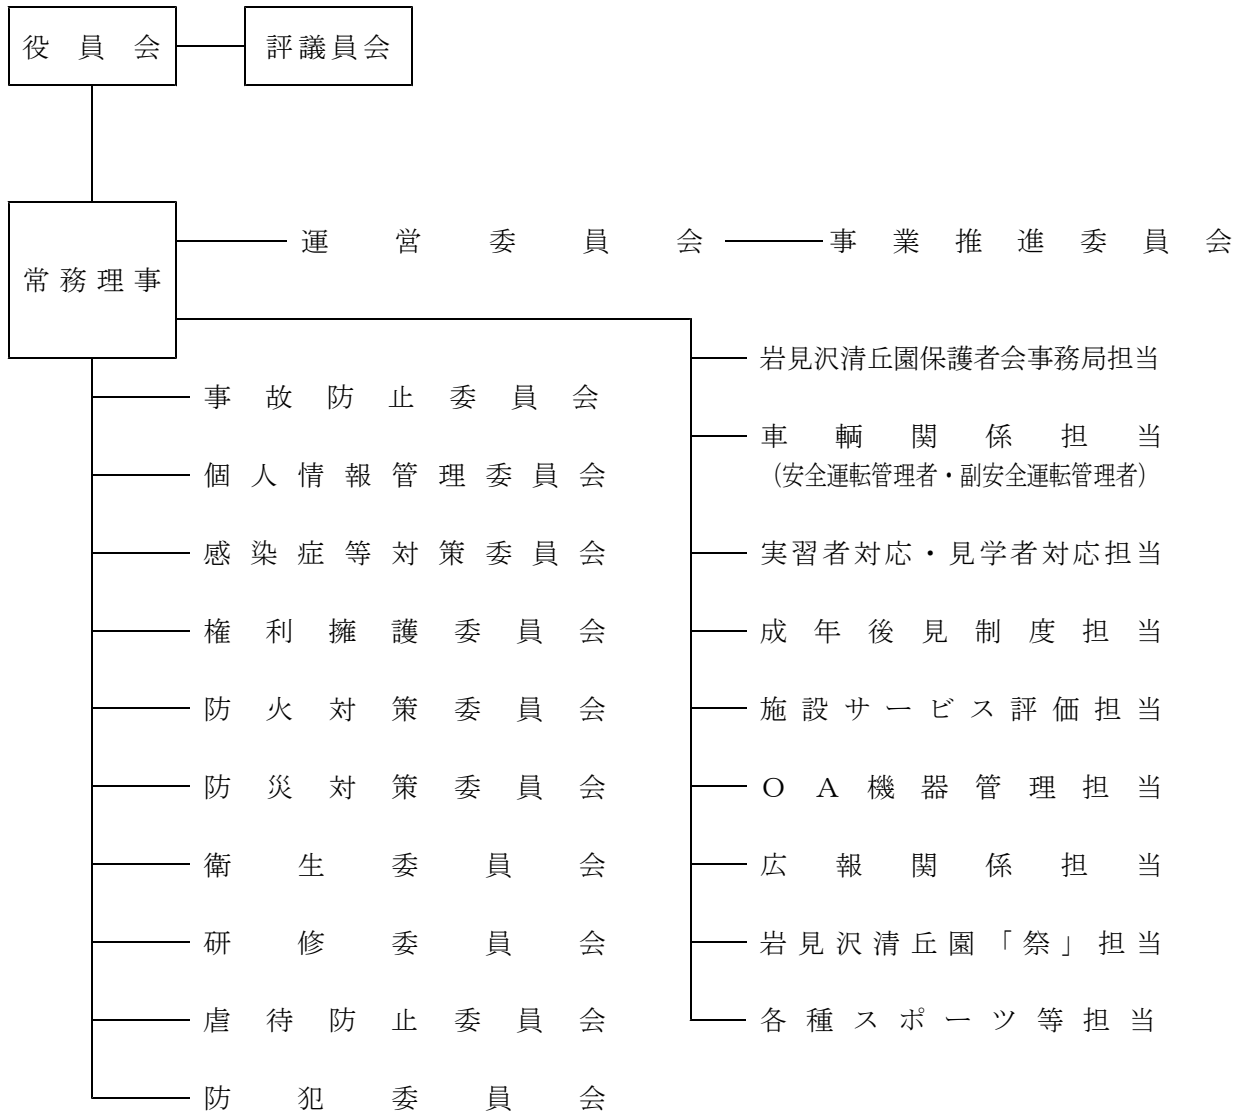 役員会
評議員会
常務理事
運営委員会
事業推進委員会
事故防止委員会
個人情報管理委員会
感染症等対策委員会
権利擁護委員会
防火対策委員会
防災対策委員会
衛生委員会
研修委員会
虐待防止委員会
防犯委員会
岩見沢清丘園保護者会事務局担当
車輌関係担当
（安全運転管理者・副安全運転管理者）
実習者対応・見学者対応担当
成年後見制度担当
施設サービス評価担当
ＯＡ機器管理担当
広報関係担当
岩見沢清丘園「祭」担当
各種スポーツ等担当